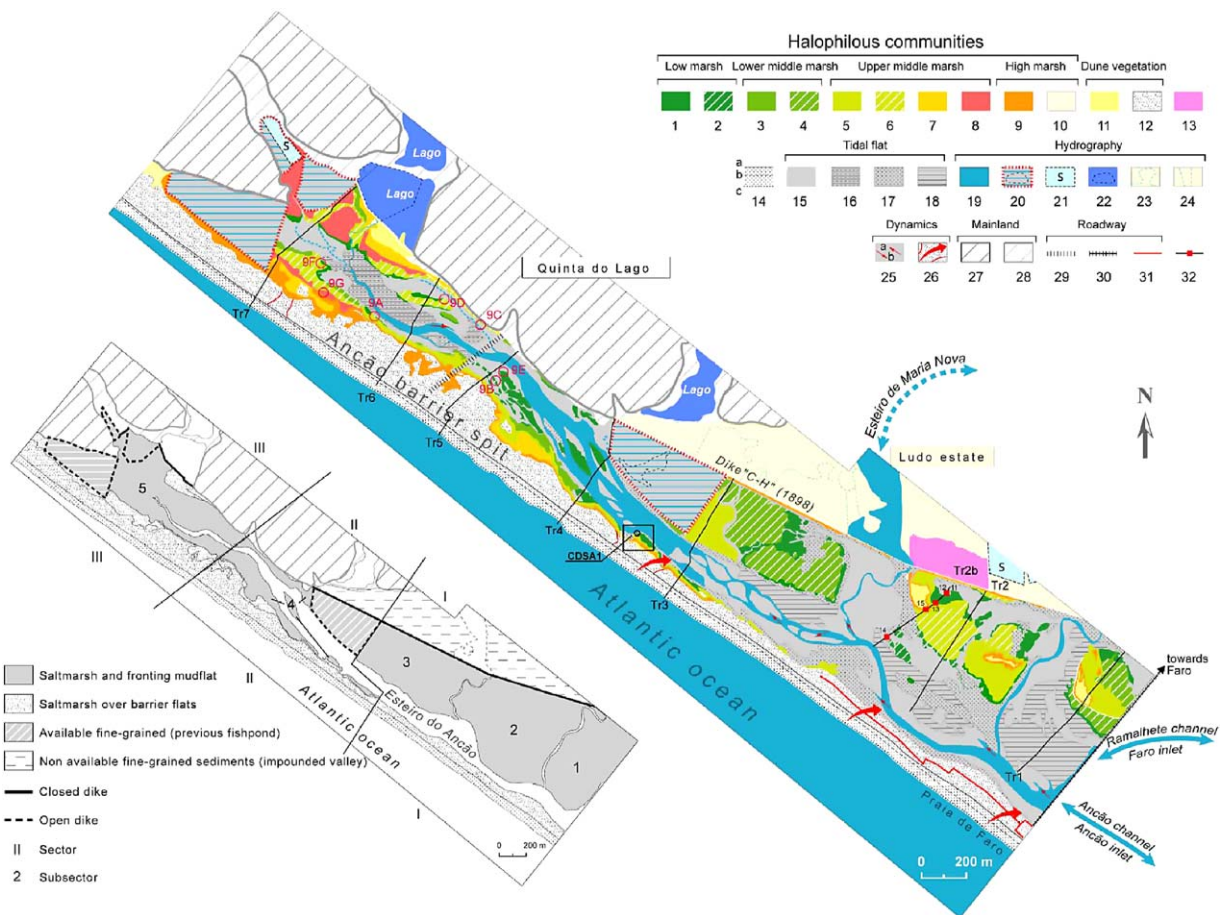 Halophilous communities
Low marsh Lower middle marsh Upper middle marsh High marsh Dune vegetation
1 2 3 4 5 6 7 8 9 10 11 12 13
Tidal flat Hydrography
a
b
c
S
14 15 16 17 18 19 20 21 22 23 24
Dynamics Mainland Roadway
a
b
25 26 27 28 29 30 31 32
S
Lago
Lago
Quinta do Lago
9F
9G
9A
9D
9C
9E
9B
Tr7
Tr6
Tr5
Ancão barrier spit
Lago
Esteiro de Maria Nova
N
Ludo estate
Dike "C-H" (1898)
Tr4
CDSA1
Tr3
Tr2b
S
Tr2
Tr1
Atlantic ocean
Praia de Faro
towards
Faro
Ramalhete channel
Faro inlet
Ancão channel
Ancão inlet
0 200 m
III
III
II
II
I
I
5
4
3
2
1
Esteiro do Ancão
Atlantic ocean
0 200 m
Saltmarsh and fronting mudflat
Saltmarsh over barrier flats
Available fine-grained (previous fishpond)
Non available fine-grained sediments (impounded valley)
Closed dike
Open dike
II Sector
2 Subsector